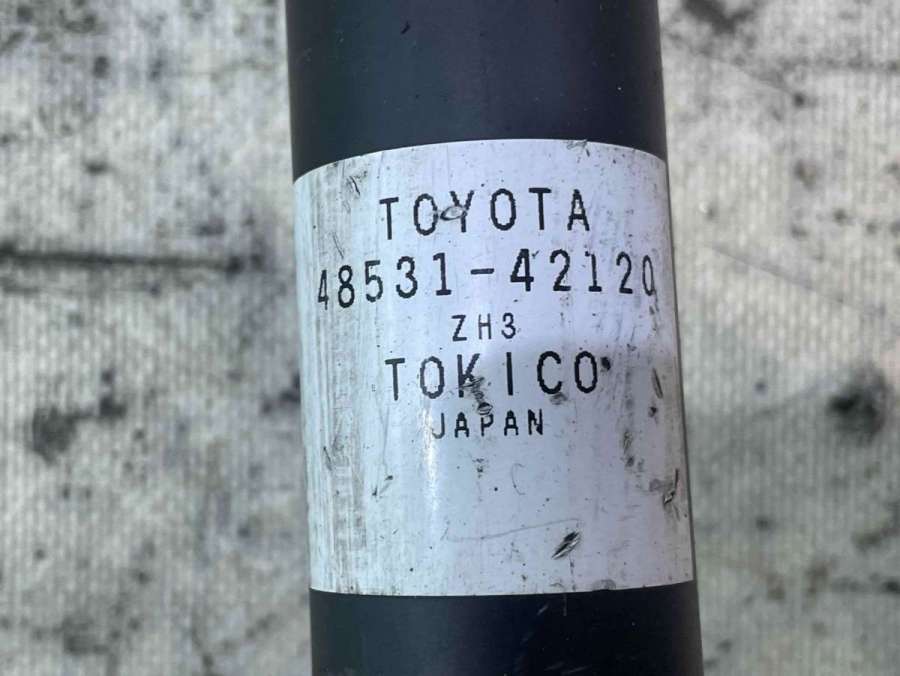 TOYOTA
48531-42120
ZH3
TOKICO
JAPAN